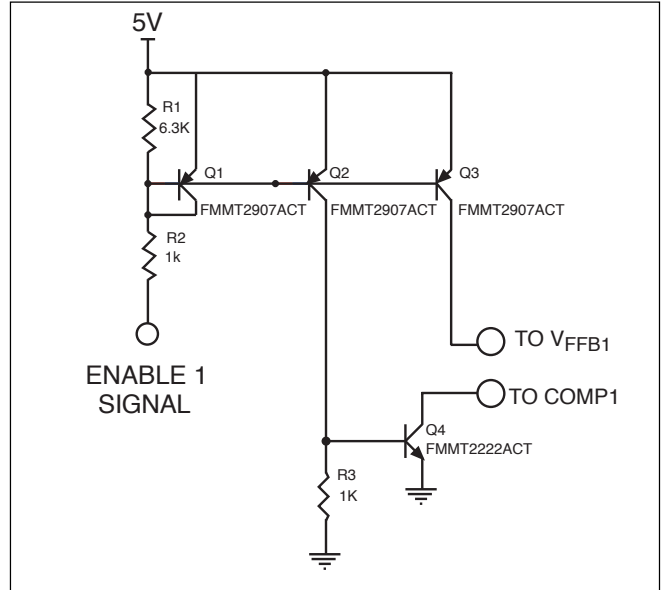 5V
R1
6.3K
Q1
Q2
Q3
FMMT2907ACT
FMMT2907ACT
FMMT2907ACT
R2
1k
ENABLE 1
SIGNAL
TO VFFB1
TO COMP1
Q4
FMMT2222ACT
R3
1K